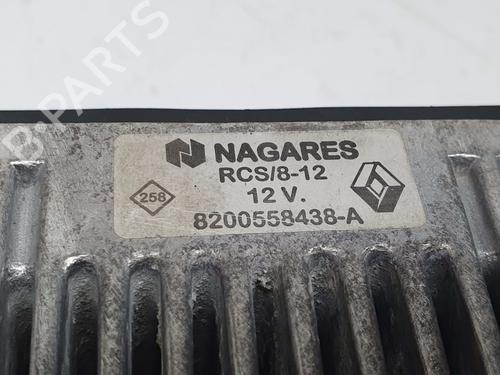 NAGARES
RCS/8-12
258
12 V.
8200558438-A
B-PARTS